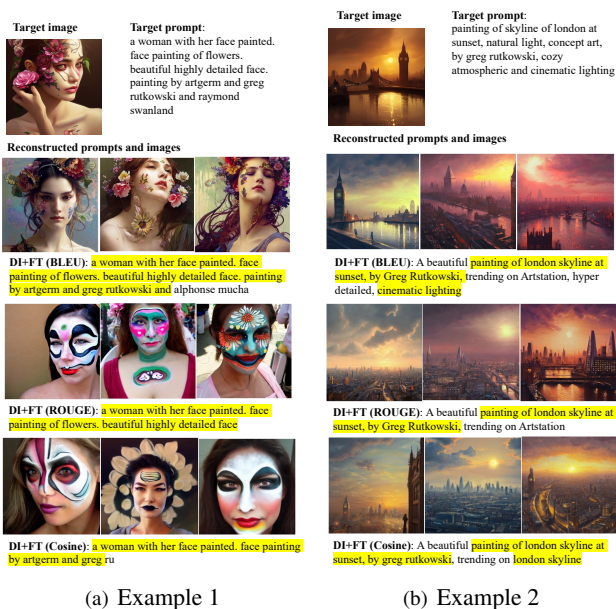 Target image
Target prompt:
a woman with her face painted.
face painting of flowers.
beautiful highly detailed face.
painting by artgerm and greg
rutkowski and raymond
swanland
Reconstructed prompts and images
DI+FT (BLEU): a woman with her face painted. face
painting of flowers. beautiful highly detailed face. painting
by artgerm and greg rutkowski and alphonse mucha
DI+FT (ROUGE): a woman with her face painted. face
painting of flowers. beautiful highly detailed face
DI+FT (Cosine): a woman with her face painted. face painting
by artgerm and greg ru
(a) Example 1
Target image
Target prompt:
painting of skyline of london at
sunset, natural light, concept art,
by greg rutkowski, cozy
atmospheric and cinematic lighting
Reconstructed prompts and images
DI+FT (BLEU): A beautiful painting of london skyline at
sunset, by Greg Rutkowski, trending on Artstation, hyper
detailed, cinematic lighting
DI+FT (ROUGE): A beautiful painting of london skyline at
sunset, by Greg Rutkowski, trending on Artstation
DI+FT (Cosine): A beautiful painting of london skyline at
sunset, by greg rutkowski, trending on london skyline
(b) Example 2